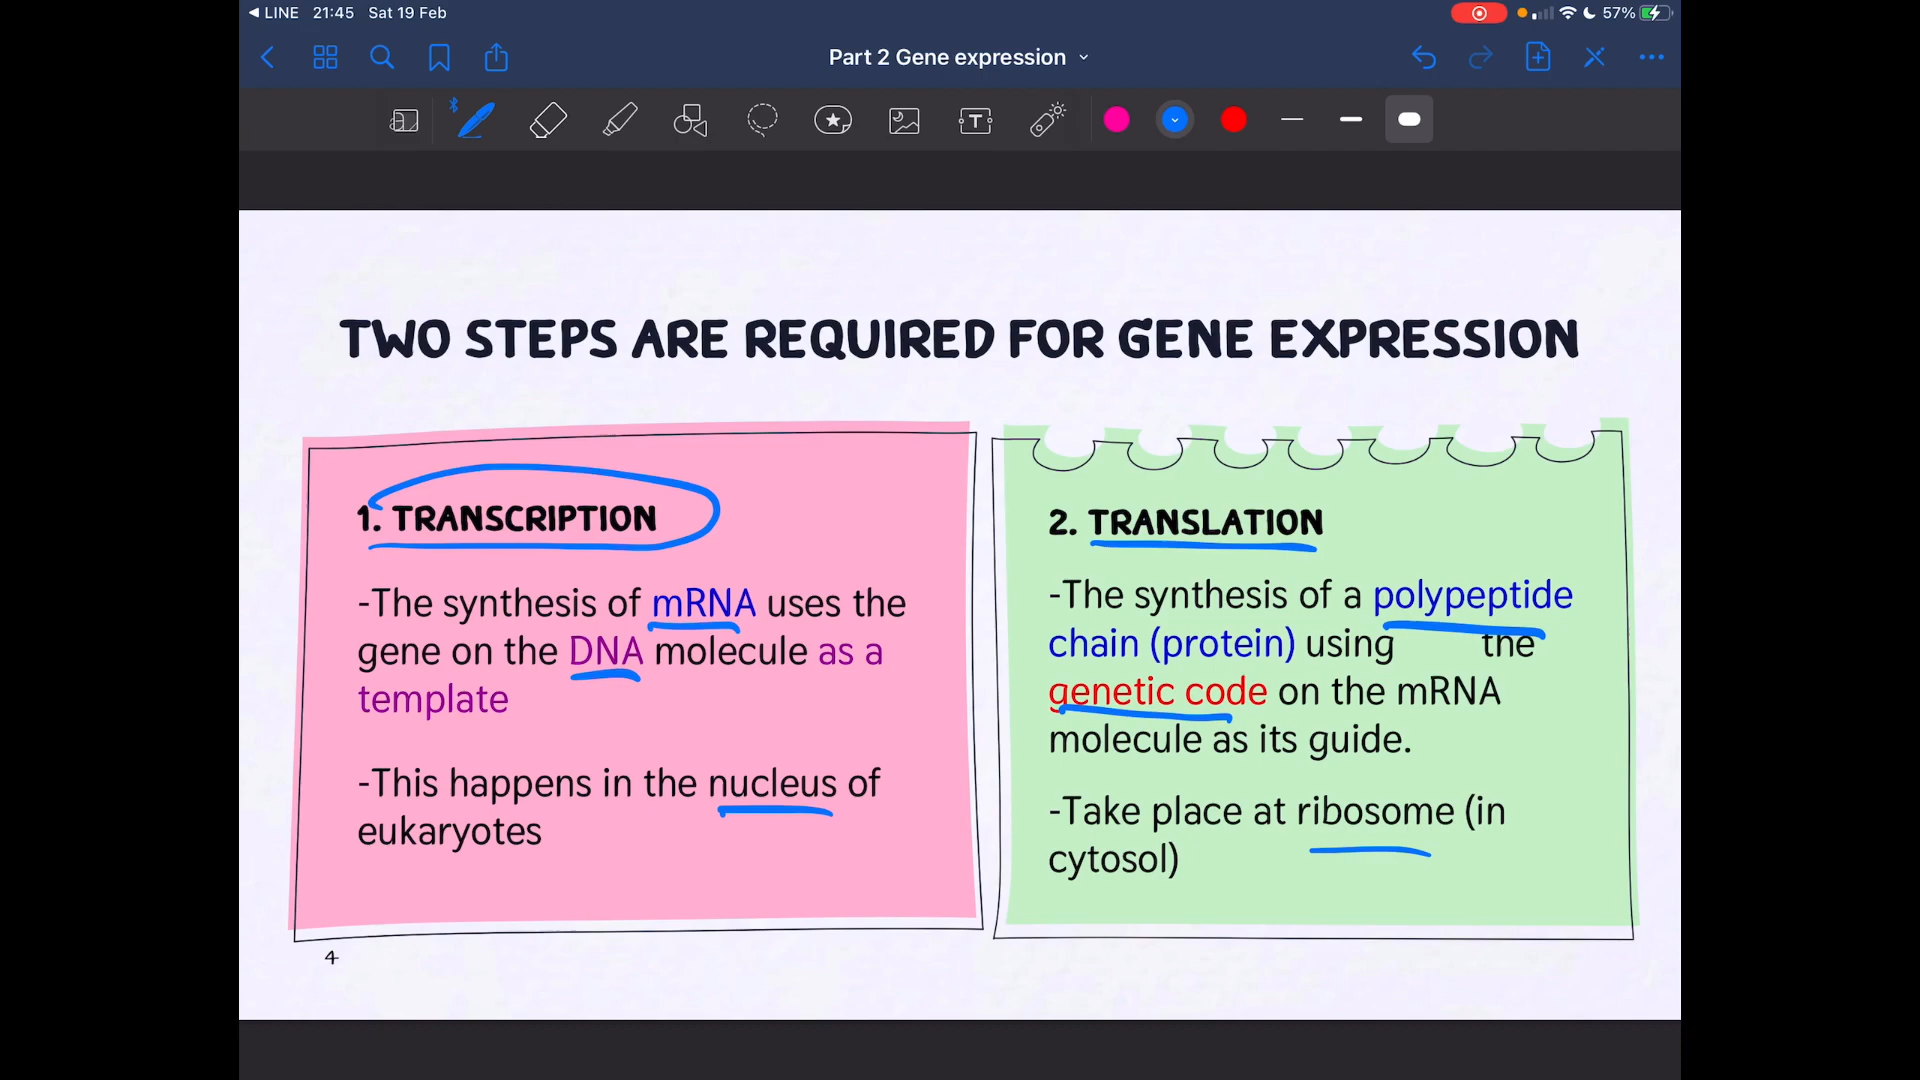 LINE 21:45 Sat 19 Feb 57%
Part 2 Gene expression
TWO STEPS ARE REQUIRED FOR GENE EXPRESSION
1. TRANSCRIPTION
-The synthesis of mRNA uses the
gene on the DNA molecule as a
template
-This happens in the nucleus of
eukaryotes
2. TRANSLATION
-The synthesis of a polypeptide
chain (protein) using the
genetic code on the mRNA
molecule as its guide.
-Take place at ribosome (in
cytosol)
4